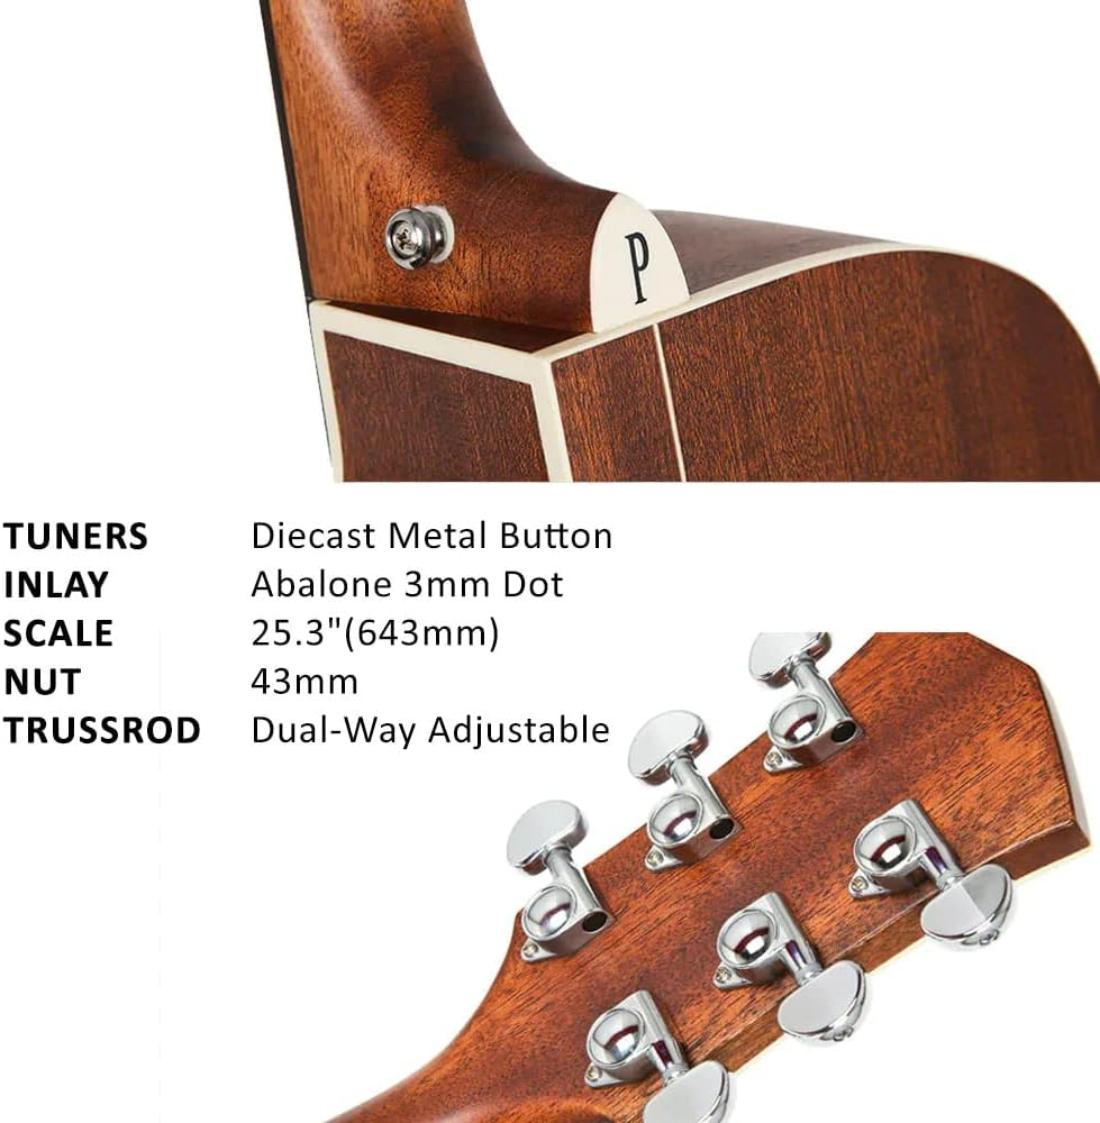 P
TUNERS Diecast Metal Button
INLAY Abalone 3mm Dot
SCALE 25.3"(643mm)
NUT 43mm
TRUSSROD Dual-Way Adjustable